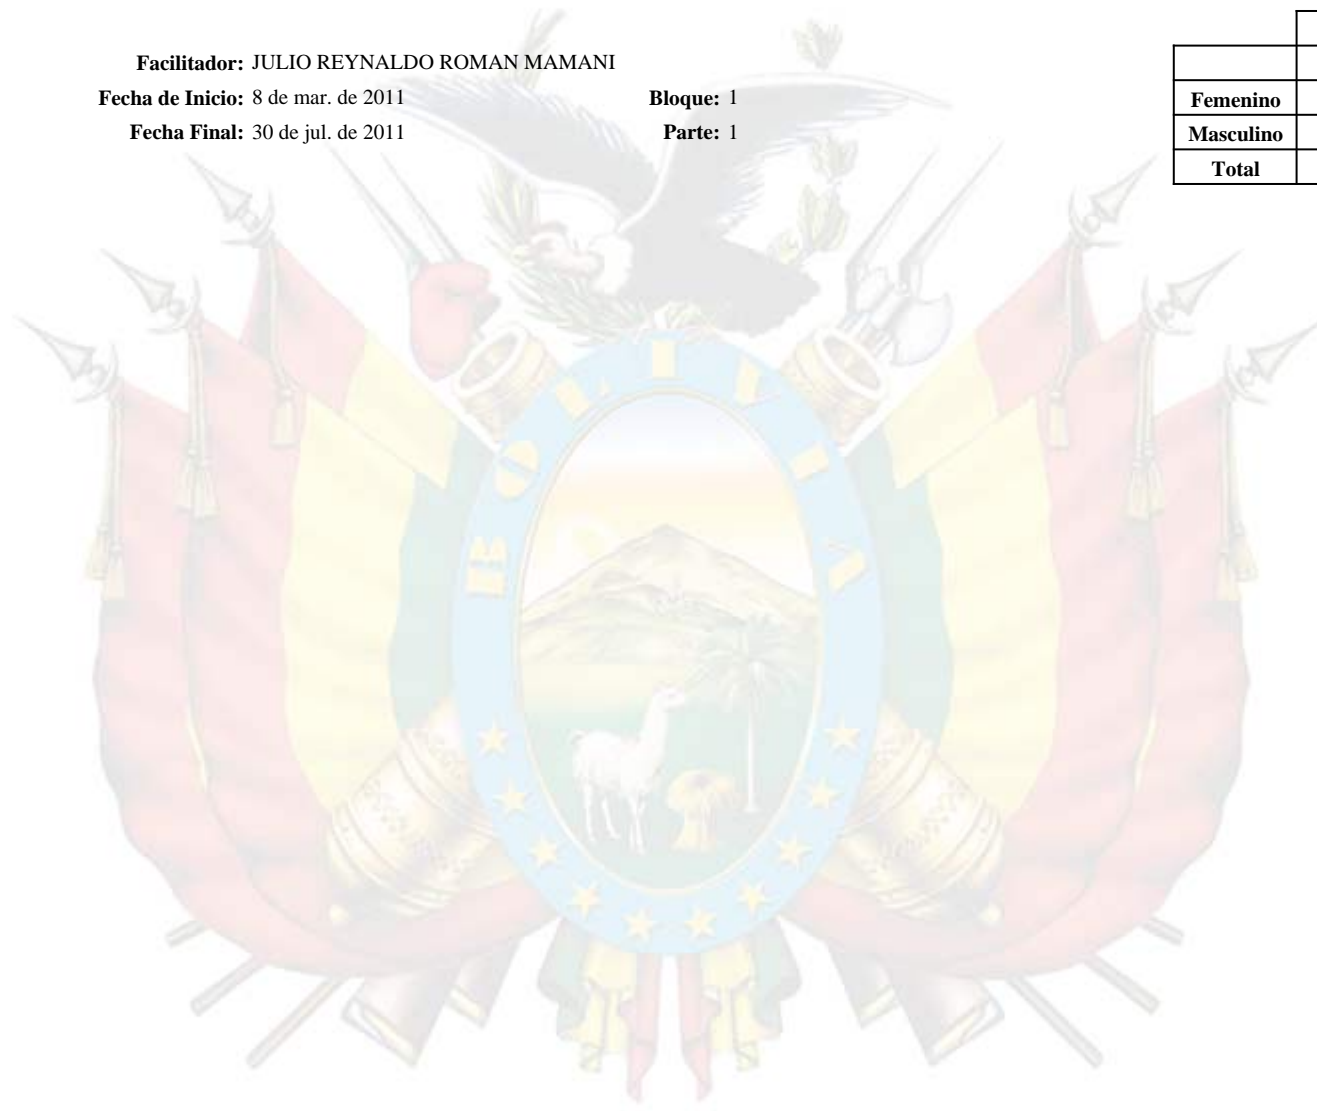 Facilitador: JULIO REYNALDO ROMAN MAMANI
Fecha de Inicio: 8 de mar. de 2011 Bloque: 1
Fecha Final: 30 de jul. de 2011 Parte: 1
Femenino
Masculino
Total
BOLIVIA